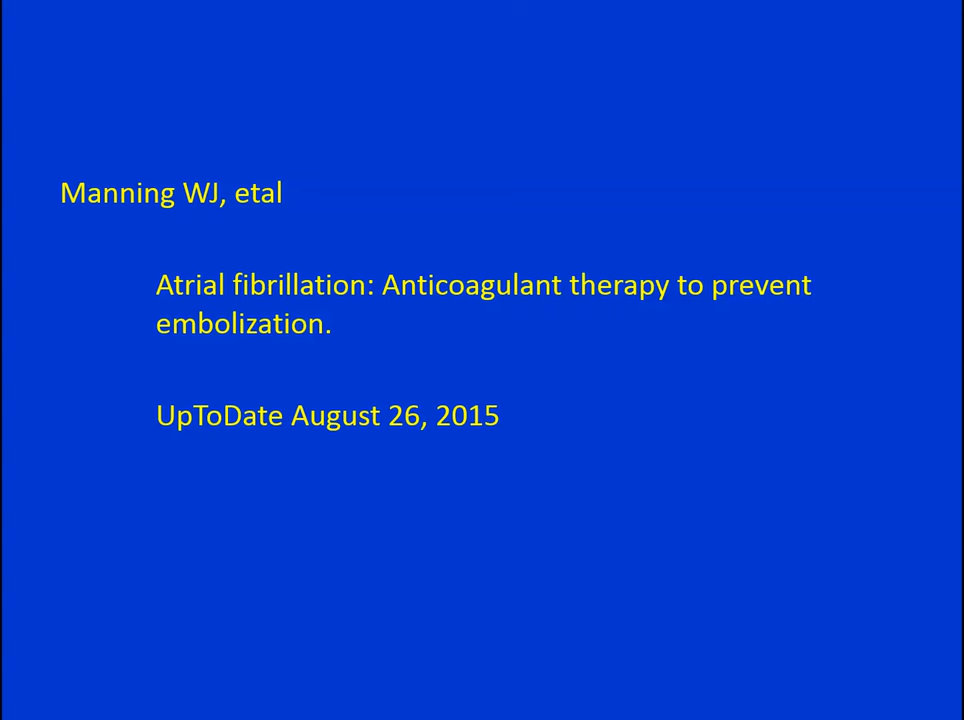 Manning WJ, etal
Atrial fibrillation: Anticoagulant therapy to prevent
embolization.
UpToDate August 26, 2015